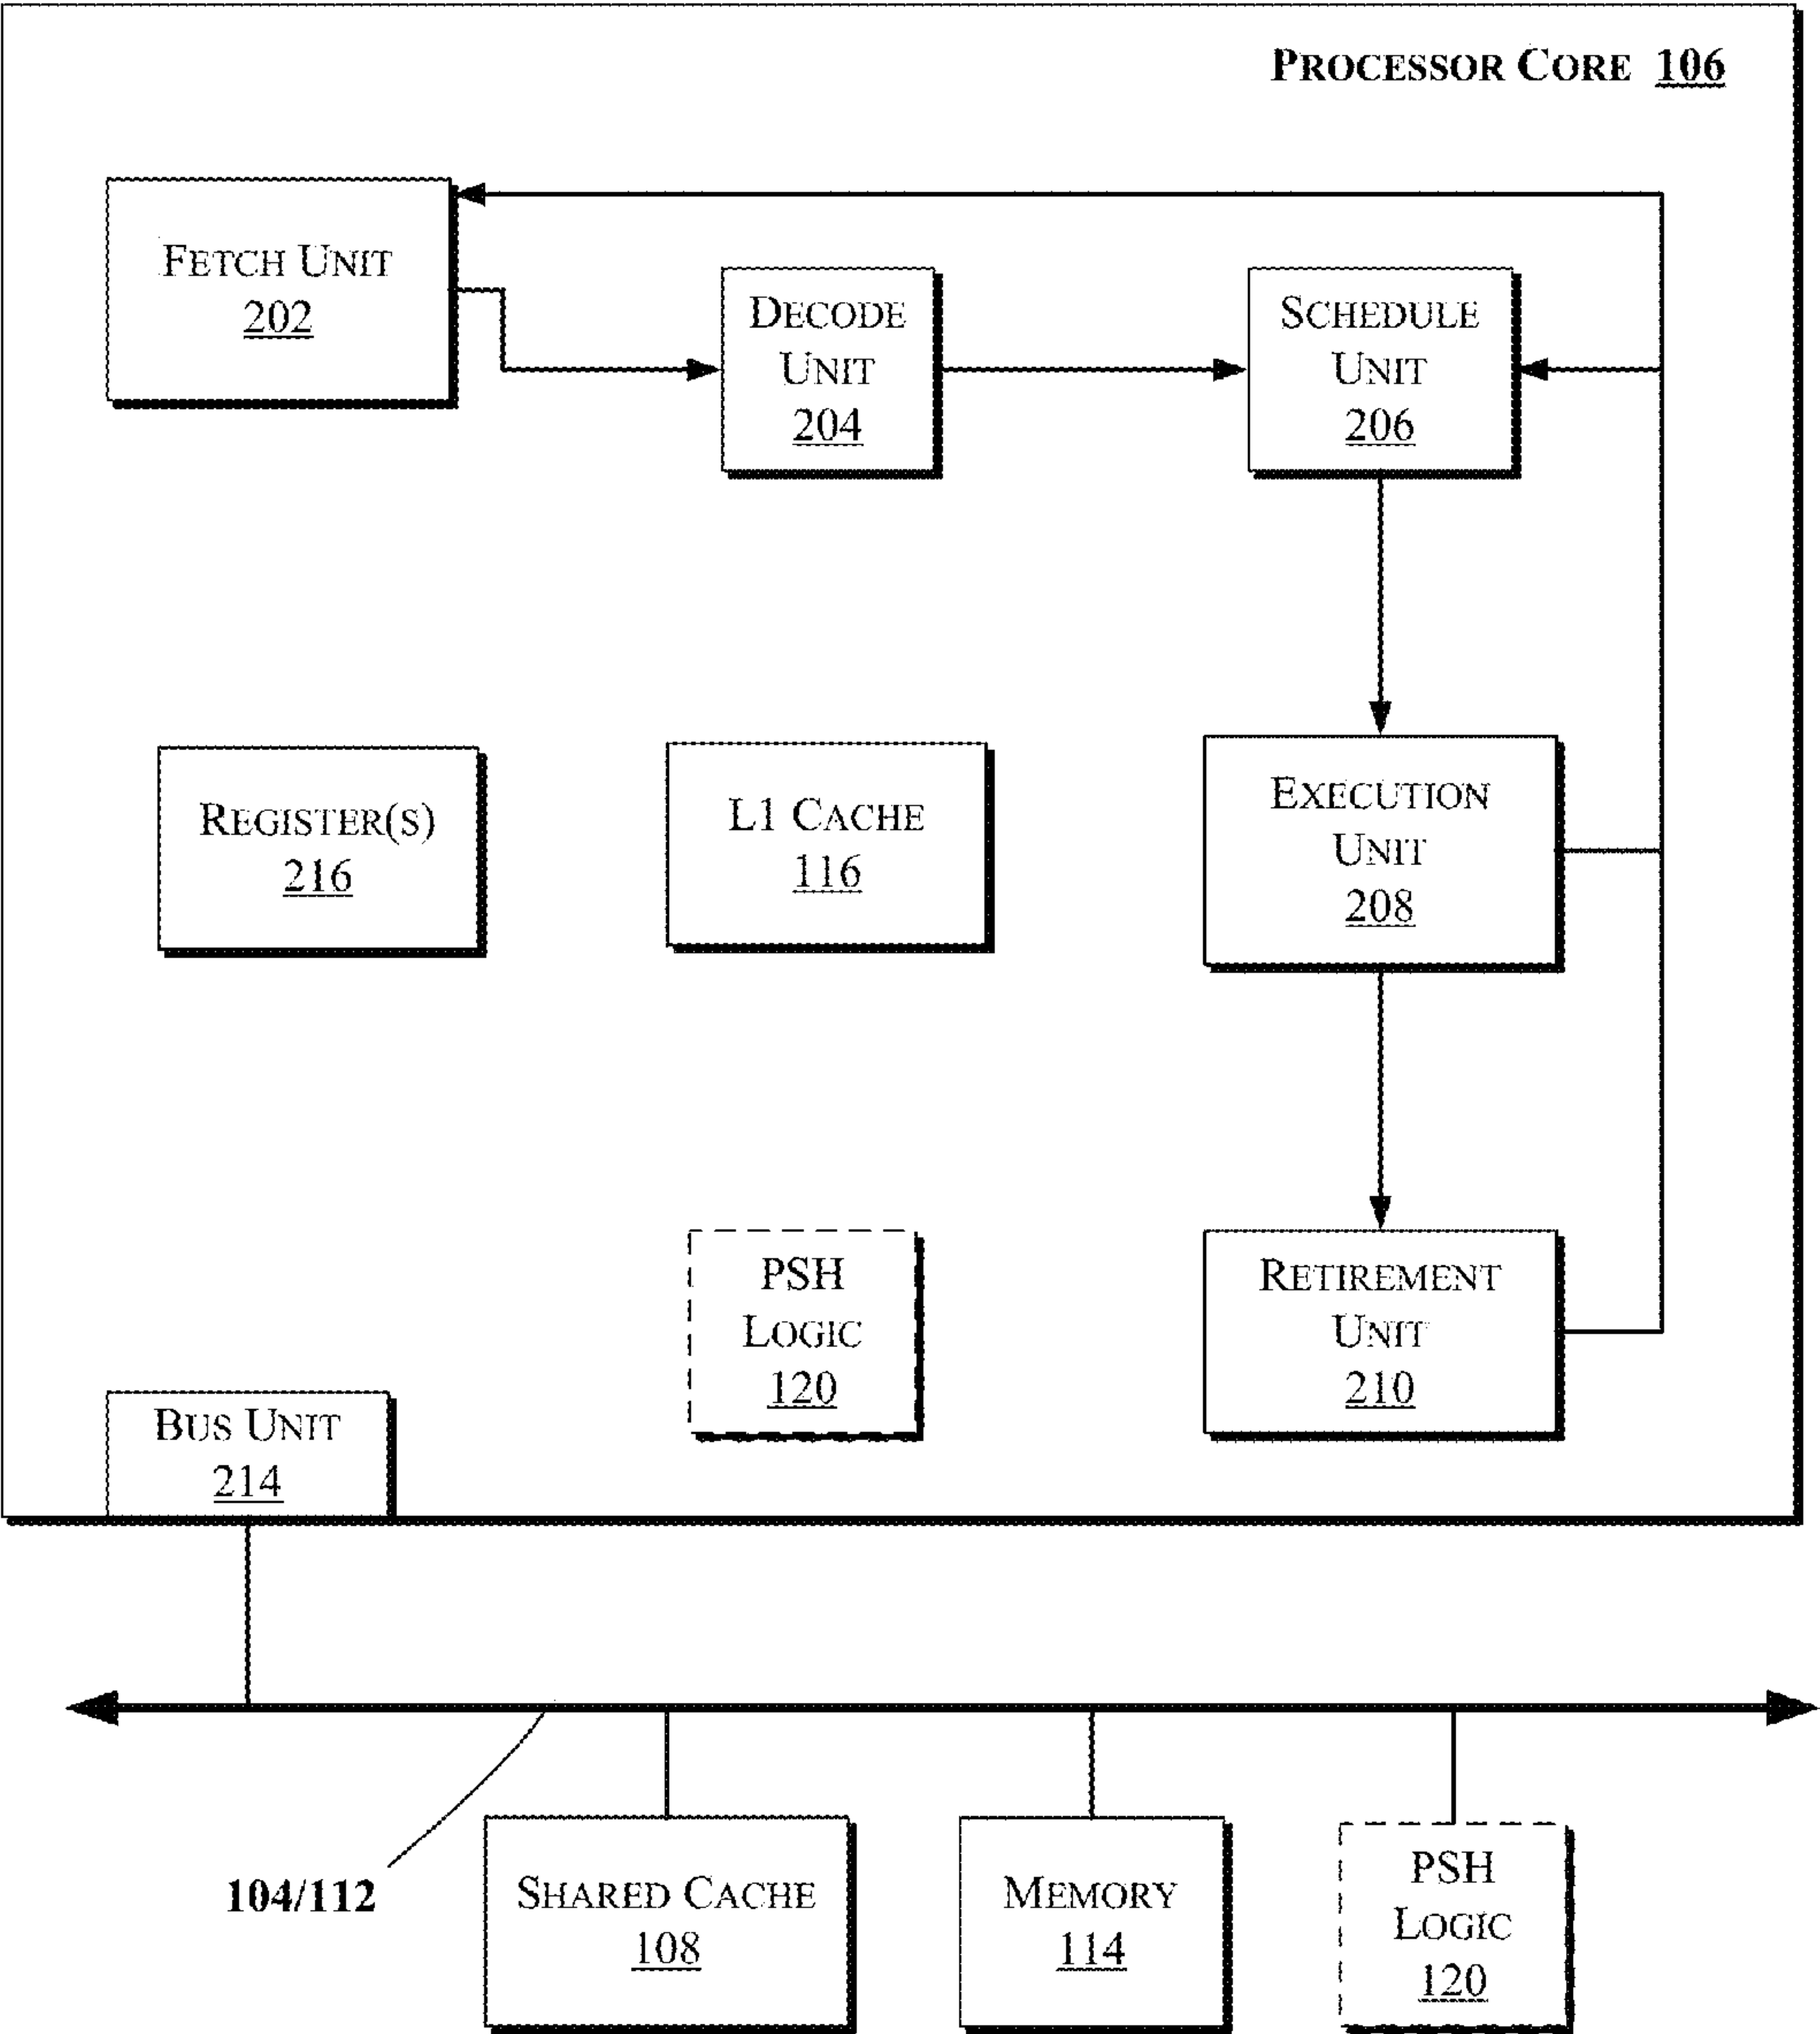 PROCESSOR CORE 106
FETCH UNIT
202
DECODE
UNIT
204
SCHEDULE
UNIT
206
REGISTER(S)
216
L1 CACHE
116
EXECUTION
UNIT
208
PSH
LOGIC
120
RETIREMENT
UNIT
210
BUS UNIT
214
104/112
SHARED CACHE
108
MEMORY
114
PSH
LOGIC
120